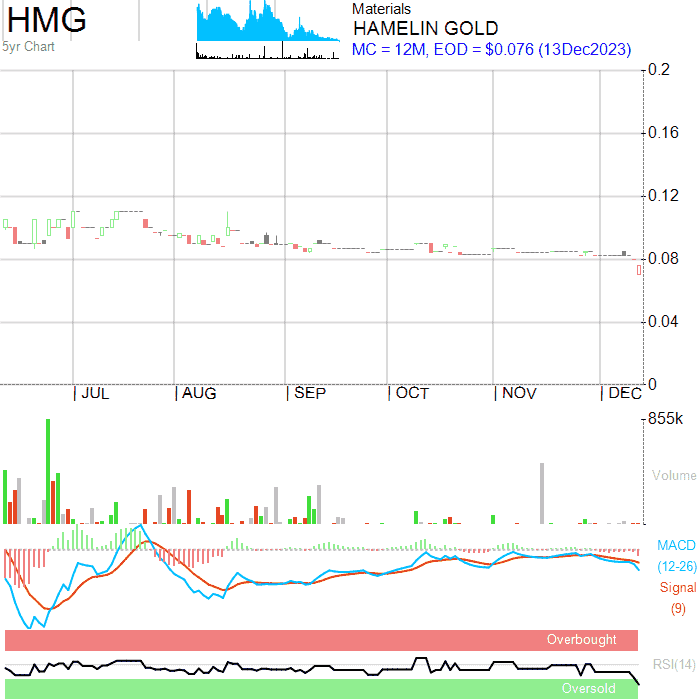 HMG
5yr Chart
Materials
HAMELIN GOLD
MC = 12M, EOD = $0.076 (13Dec2023)
0.2
0.16
0.12
0.08
0.04
0
JUL AUG SEP OCT NOV DEC
855k
Volume
MACD
(12-26)
Signal
(9)
Overbought
RSI(14)
Oversold